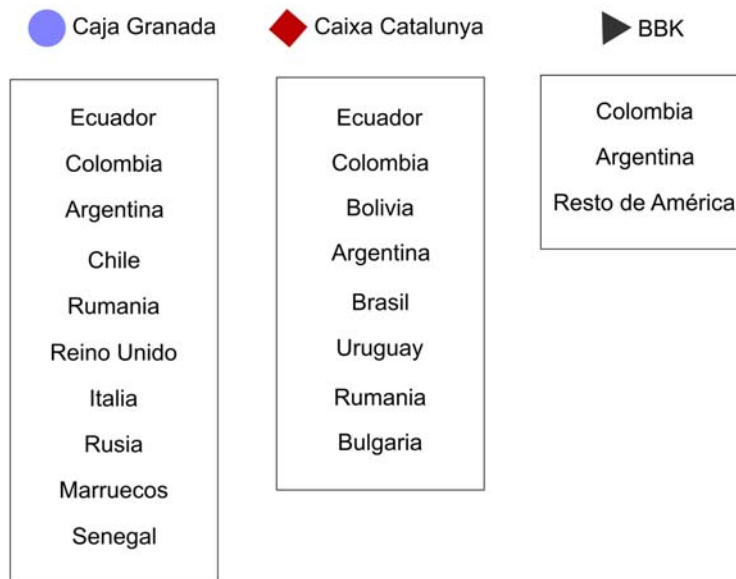 Caja Granada
Ecuador
Colombia
Argentina
Chile
Rumania
Reino Unido
Italia
Rusia
Marruecos
Senegal
Caixa Catalunya
Ecuador
Colombia
Bolivia
Argentina
Brasil
Uruguay
Rumania
Bulgaria
BBK
Colombia
Argentina
Resto de América